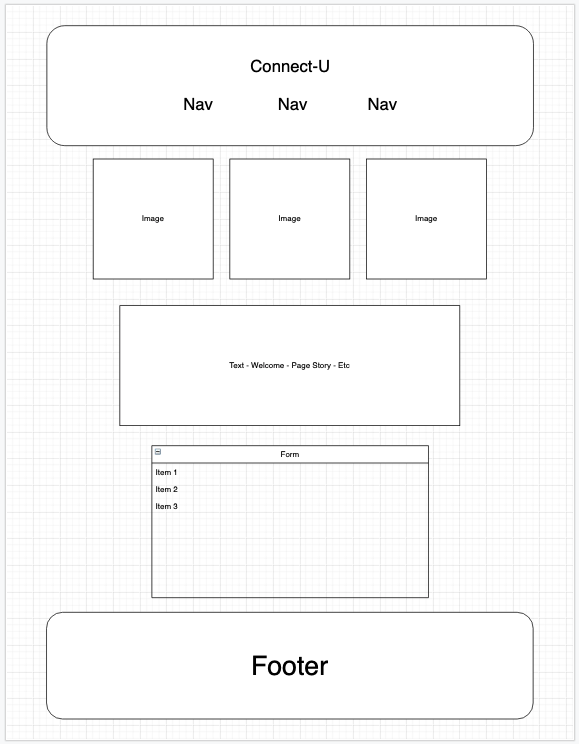 Connect-U
Nav Nav Nav
Image Image Image
Text - Welcome - Page Story - Etc
Form
Item 1
Item 2
Item 3
Footer